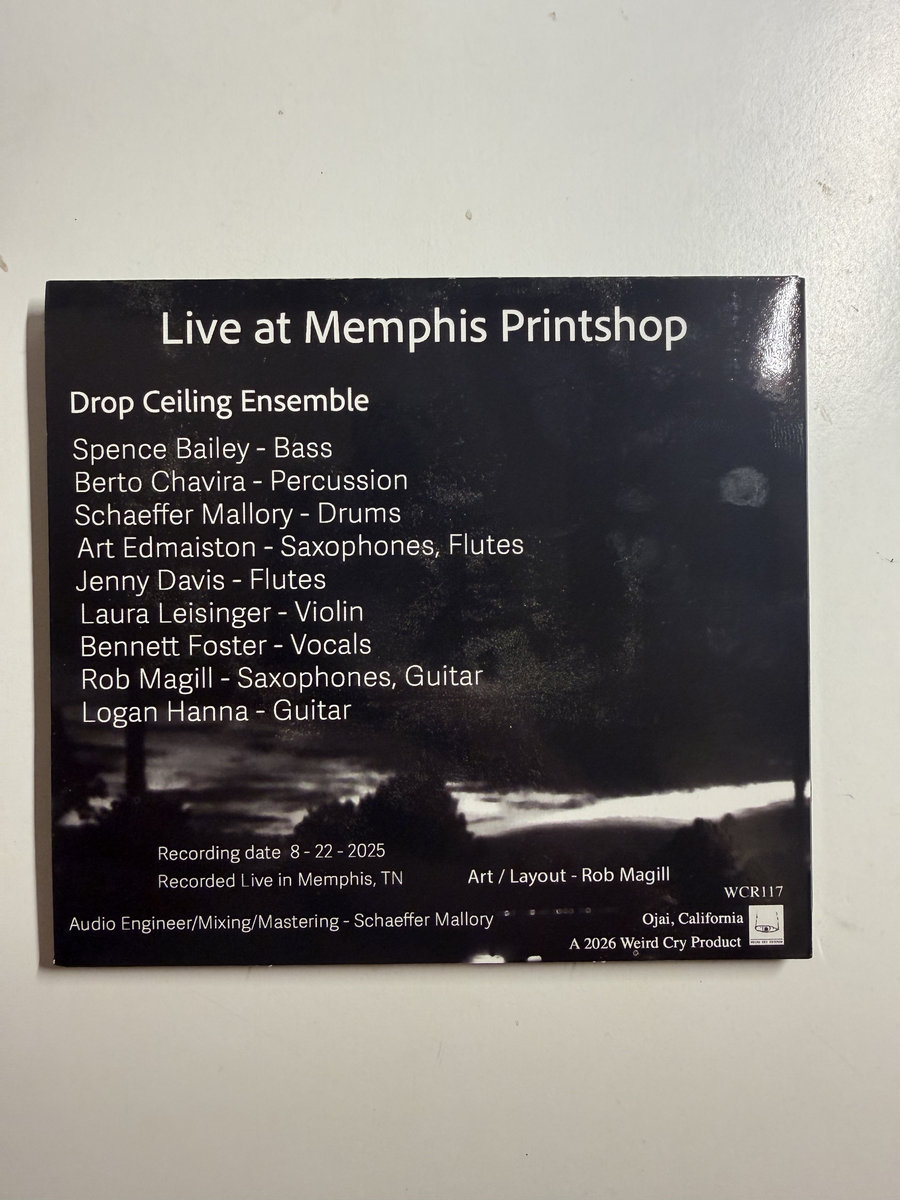 Live at Memphis Printshop
Drop Ceiling Ensemble
Spence Bailey - Bass
Berto Chavira - Percussion
Schaeffer Mallory - Drums
Art Edmaiston - Saxophones, Flutes
Jenny Davis - Flutes
Laura Leisinger - Violin
Bennett Foster - Vocals
Rob Magill - Saxophones, Guitar
Logan Hanna - Guitar
Recording date 8 - 22 - 2025
Recorded Live in Memphis, TN
Art / Layout - Rob Magill
WCR117
Audio Engineer/Mixing/Mastering - Schaeffer Mallory
Ojai, California
A 2026 Weird Cry Product